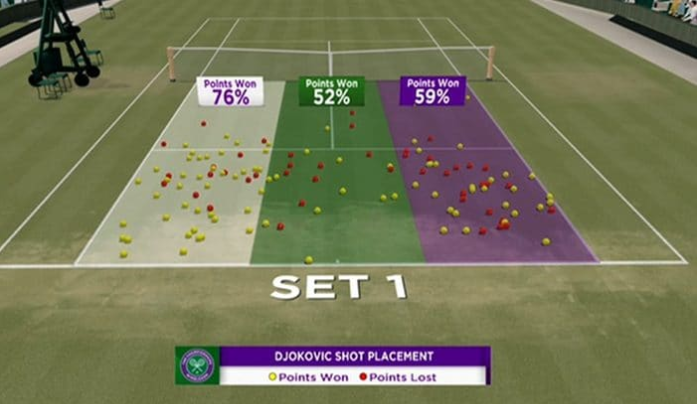 Points Won
76%
Points Won
52%
Points Won
59%
SET 1
DJOKOVIC SHOT PLACEMENT
Points Won Points Lost